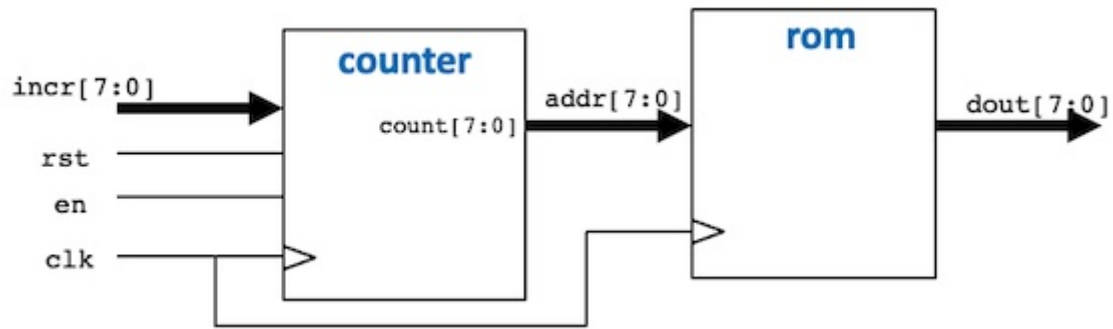 counter
rom
incr[7:0]
addr[7:0]
dout[7:0]
count[7:0]
rst
en
clk